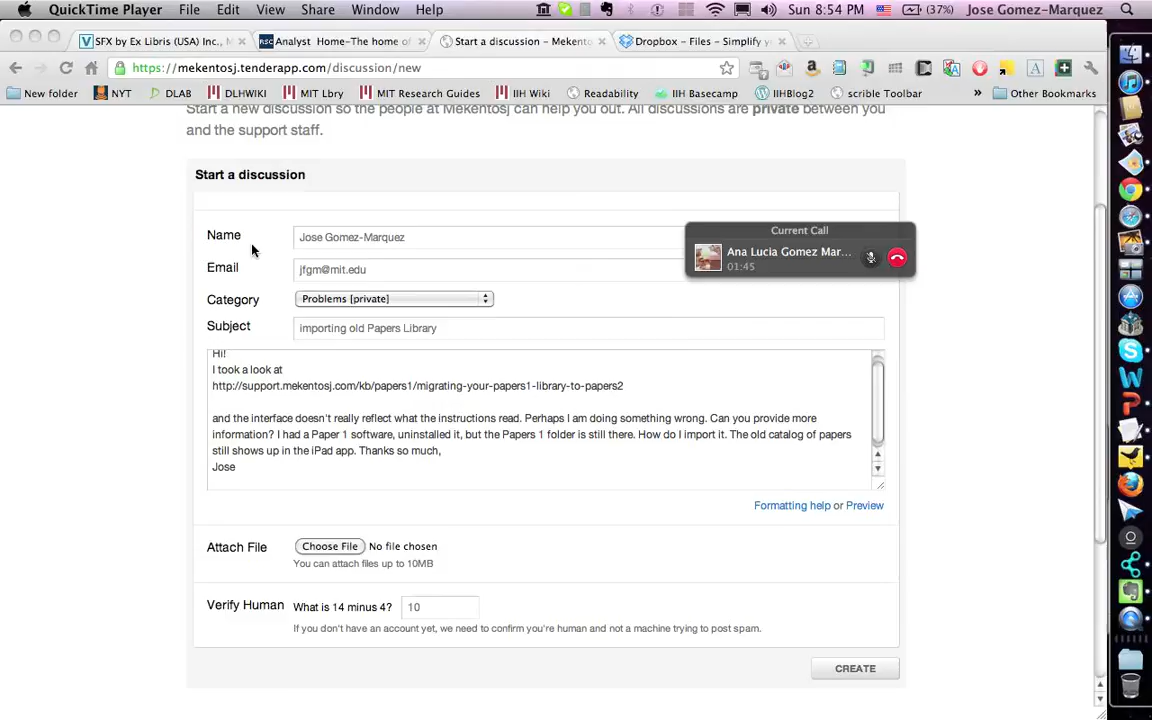 QuickTime Player File Edit View Share Window Help Sun 8:54 PM (37%) Jose Gomez-Marquez
SFX by Ex Libris (USA) Inc., M Analyst Home-The home of Start a discussion – Mekento Dropbox – Files – Simplify y
https://mekentosj.tenderapp.com/discussion/new
New folder NYT DLAB DLHWIKI MIT Lbry MIT Research Guides IIH Wiki Readability IIH Basecamp IIHBlog2 scrible Toolbar » Other Bookmarks
Start a new discussion so the people at Mekentosj can help you out. All discussions are private between you
and the support staff.
Start a discussion
Current Call
Name Jose Gomez-Marquez
Ana Lucia Gomez Mar...
01:45
Email jfgm@mit.edu
Category Problems [private]
Subject importing old Papers Library
Hi!
I took a look at
http://support.mekentosj.com/kb/papers1/migrating-your-papers1-library-to-papers2
and the interface doesn't really reflect what the instructions read. Perhaps I am doing something wrong. Can you provide more
information? I had a Paper 1 software, uninstalled it, but the Papers 1 folder is still there. How do I import it. The old catalog of papers
still shows up in the iPad app. Thanks so much,
Jose
Formatting help or Preview
Attach File Choose File No file chosen
You can attach files up to 10MB
Verify Human What is 14 minus 4? 10
If you don't have an account yet, we need to confirm you're human and not a machine trying to post spam.
CREATE